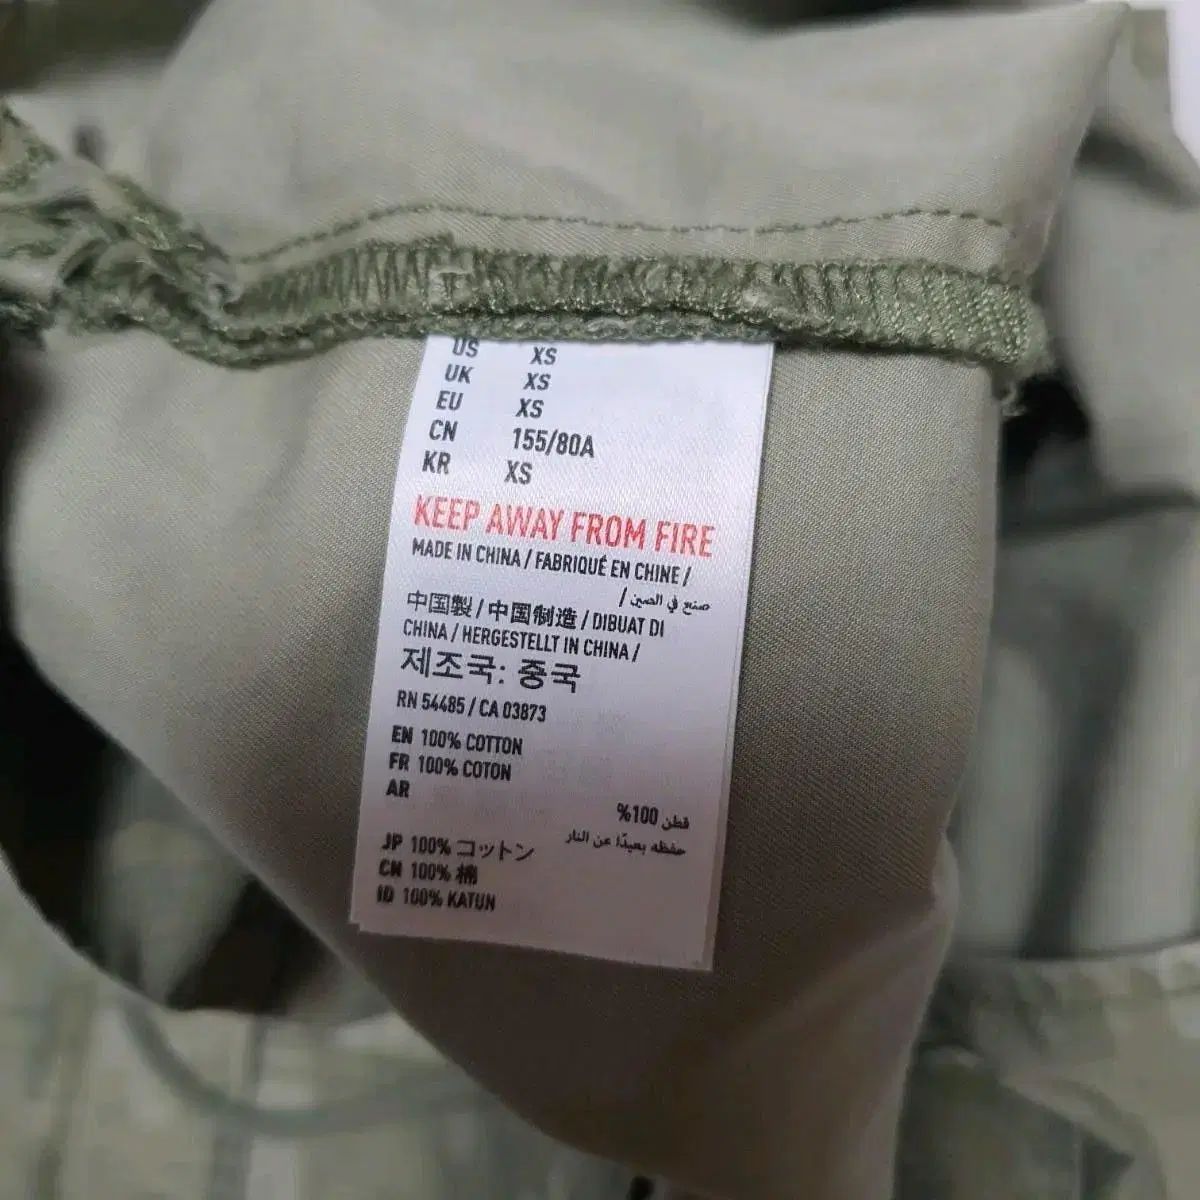 US XS
UK XS
EU XS
CN 155/80A
KR XS
KEEP AWAY FROM FIRE
MADE IN CHINA / FABRIQUÉ EN CHINE /
صنع في الصين /
中国製 / 中国制造 / DIBUAT DI
CHINA / HERGESTELLT IN CHINA /
제조국: 중국
RN 54485 / CA 03873
EN 100% COTTON
FR 100% COTON
AR
قطن 100%
حفظه بعيدًا عن النار
JP 100% コットン
CN 100% 棉
ID 100% KATUN